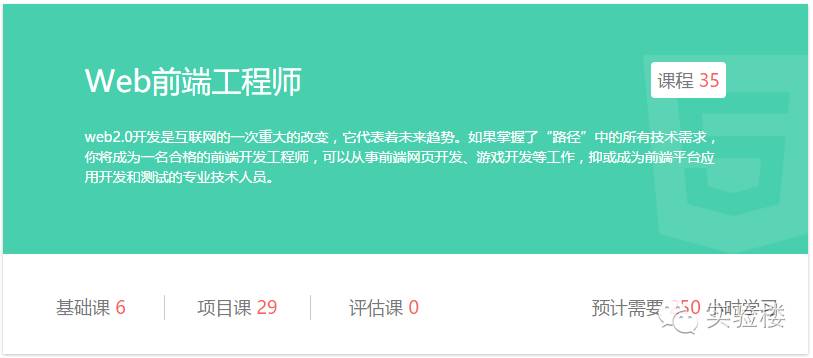 Web前端工程师
课程 35
web2.0开发是互联网的一次重大的改变，它代表着未来趋势。如果掌握了“路径”中的所有技术需求，
你将成为一名合格的前端开发工程师，可以从事前端网页开发、游戏开发等工作，抑或成为前端平台应
用开发和测试的专业技术人员。
基础课 6
项目课 29
评估课 0
预计需要 50 小时学习
实验楼